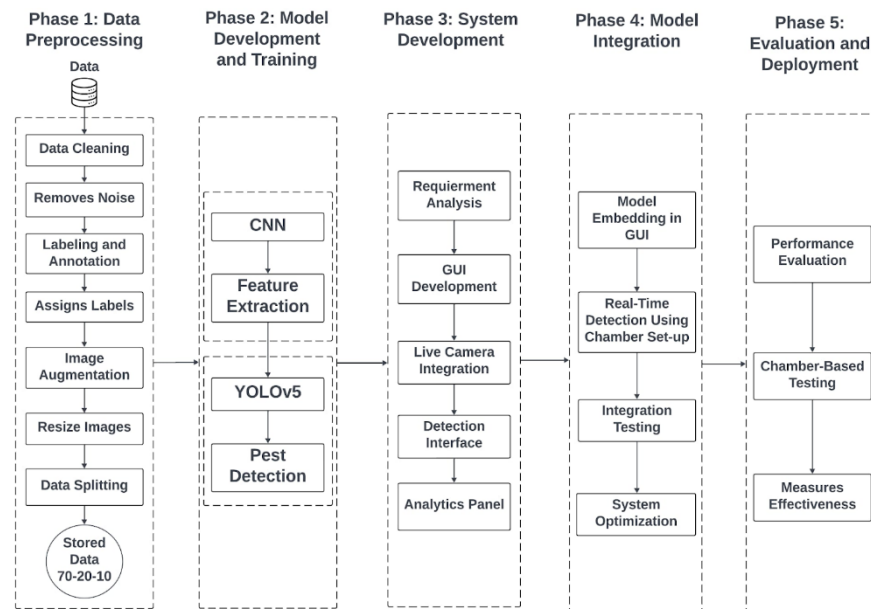 Phase 1: Data
Preprocessing
Data
Data Cleaning
Removes Noise
Labeling and
Annotation
Assigns Labels
Image
Augmentation
Resize Images
Data Splitting
Stored
Data
70-20-10
Phase 2: Model
Development
and Training
CNN
Feature
Extraction
YOLOv5
Pest
Detection
Phase 3: System
Development
Requierment
Analysis
GUI
Development
Live Camera
Integration
Detection
Interface
Analytics Panel
Phase 4: Model
Integration
Model
Embedding in
GUI
Real-Time
Detection Using
Chamber Set-up
Integration
Testing
System
Optimization
Phase 5:
Evaluation and
Deployment
Performance
Evaluation
Chamber-Based
Testing
Measures
Effectiveness